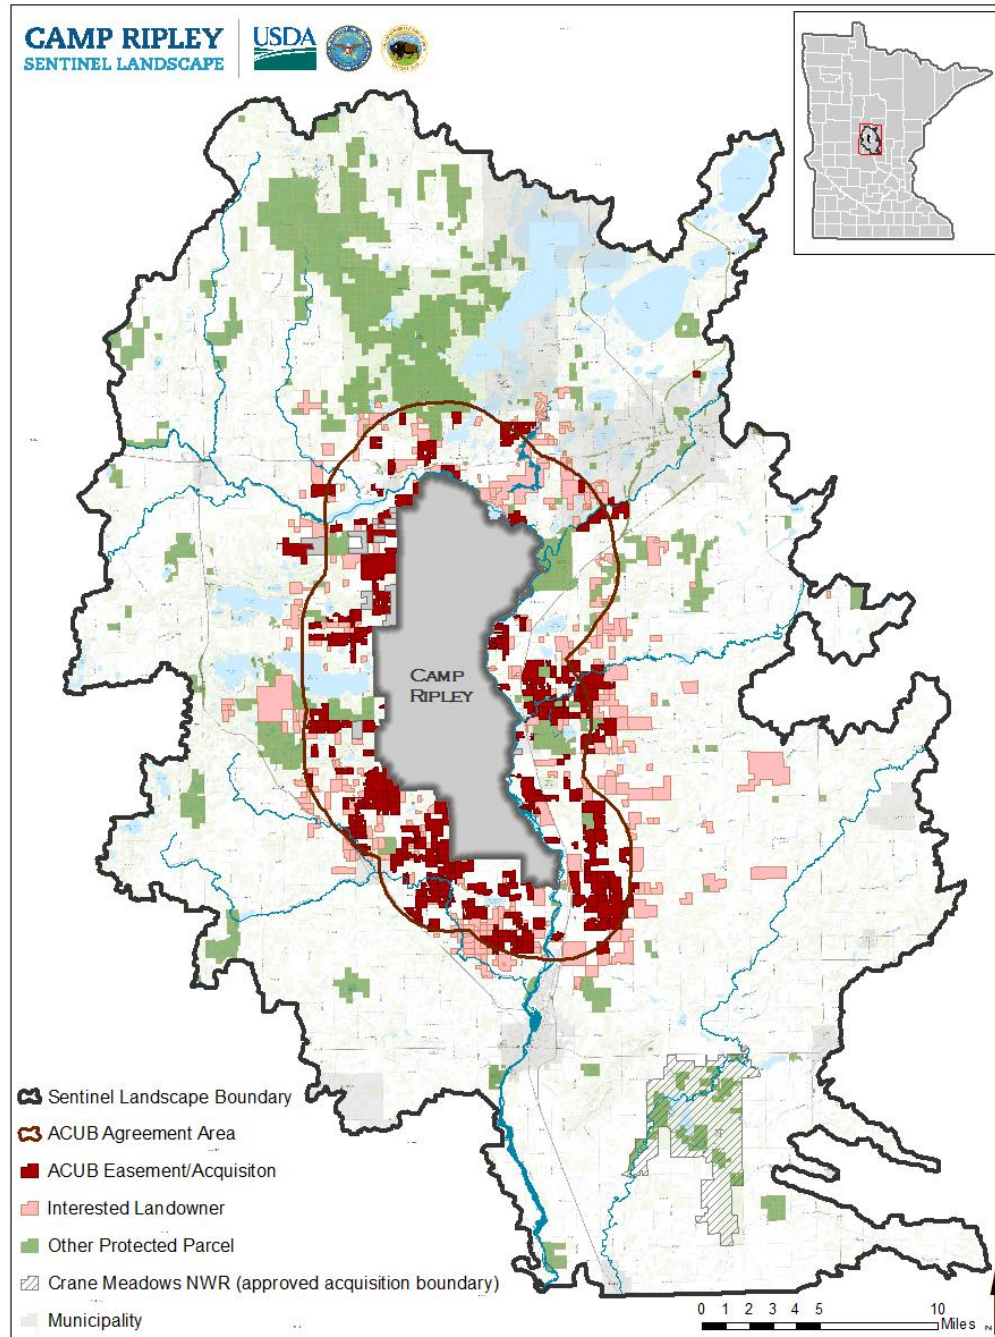 CAMP RIPLEY
SENTINEL LANDSCAPE
USDA
CAMP
RIPLEY
Sentinel Landscape Boundary
ACUB Agreement Area
ACUB Easement/Acquisiton
Interested Landowner
Other Protected Parcel
Crane Meadows NWR (approved acquisition boundary)
Municipality
0 1 2 3 4 5 10
Miles
N